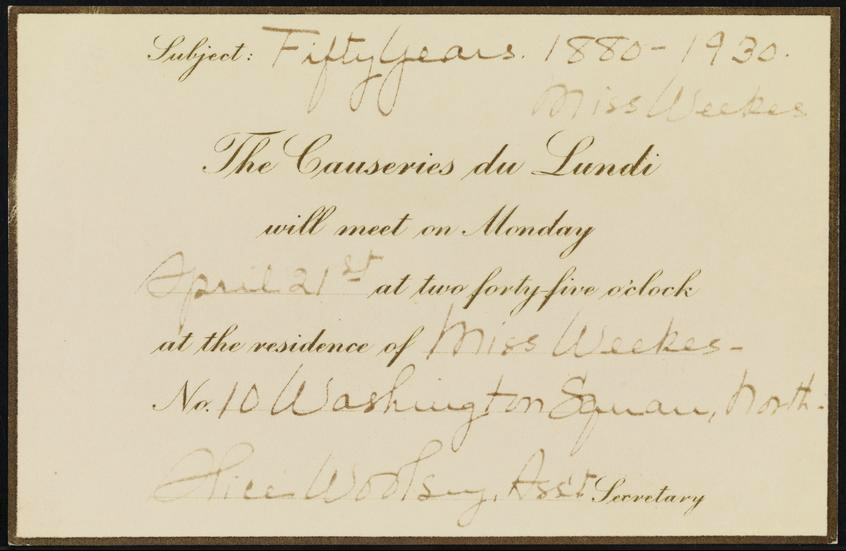 Subject: Fifty Years. 1880-1930.
Miss Weekes
The Causeries du Lundi
will meet on Monday
April 21st at two forty-five o'clock
at the residence of Miss Weekes-
No. 10 Washington Square, North.
Alice Woolsey, Ass't Secretary